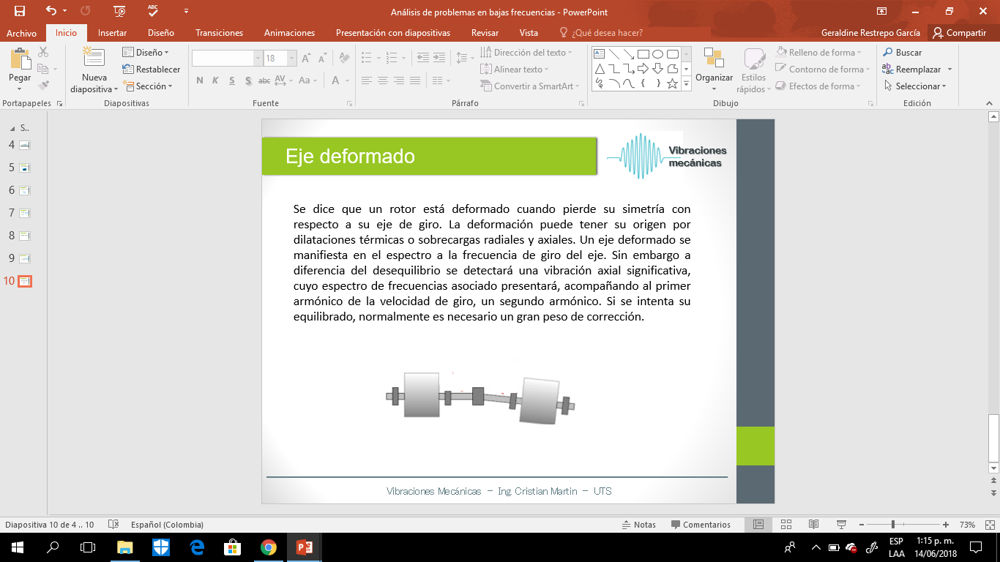 Análisis de problemas en bajas frecuencias - PowerPoint
Archivo Inicio Insertar Diseño Transiciones Animaciones Presentación con diapositivas Revisar Vista ¿Qué desea hacer? Geraldine Restrepo García Compartir
Pegar
Nueva diapositiva
Diseño
Restablecer
Sección
18
N K S S abc AV Aa A
Dirección del texto
Alinear texto
Convertir a SmartArt
Organizar
Estilos rápidos
Relleno de forma
Contorno de forma
Efectos de forma
Buscar
Reemplazar
Seleccionar
Portapapeles Diapositivas Fuente Párrafo Dibujo Edición
S..
4
5
6
7
8
9
10
Eje deformado
Vibraciones
mecánicas
Se dice que un rotor está deformado cuando pierde su simetría con
respecto a su eje de giro. La deformación puede tener su origen por
dilataciones térmicas o sobrecargas radiales y axiales. Un eje deformado se
manifiesta en el espectro a la frecuencia de giro del eje. Sin embargo a
diferencia del desequilibrio se detectará una vibración axial significativa,
cuyo espectro de frecuencias asociado presentará, acompañando al primer
armónico de la velocidad de giro, un segundo armónico. Si se intenta su
equilibrado, normalmente es necesario un gran peso de corrección.
Vibraciones Mecánicas - Ing. Cristian Martin - UTS
Diapositiva 10 de 4 .. 10 Español (Colombia) Notas Comentarios 73%
ESP 1:15 p. m.
LAA 14/06/2018